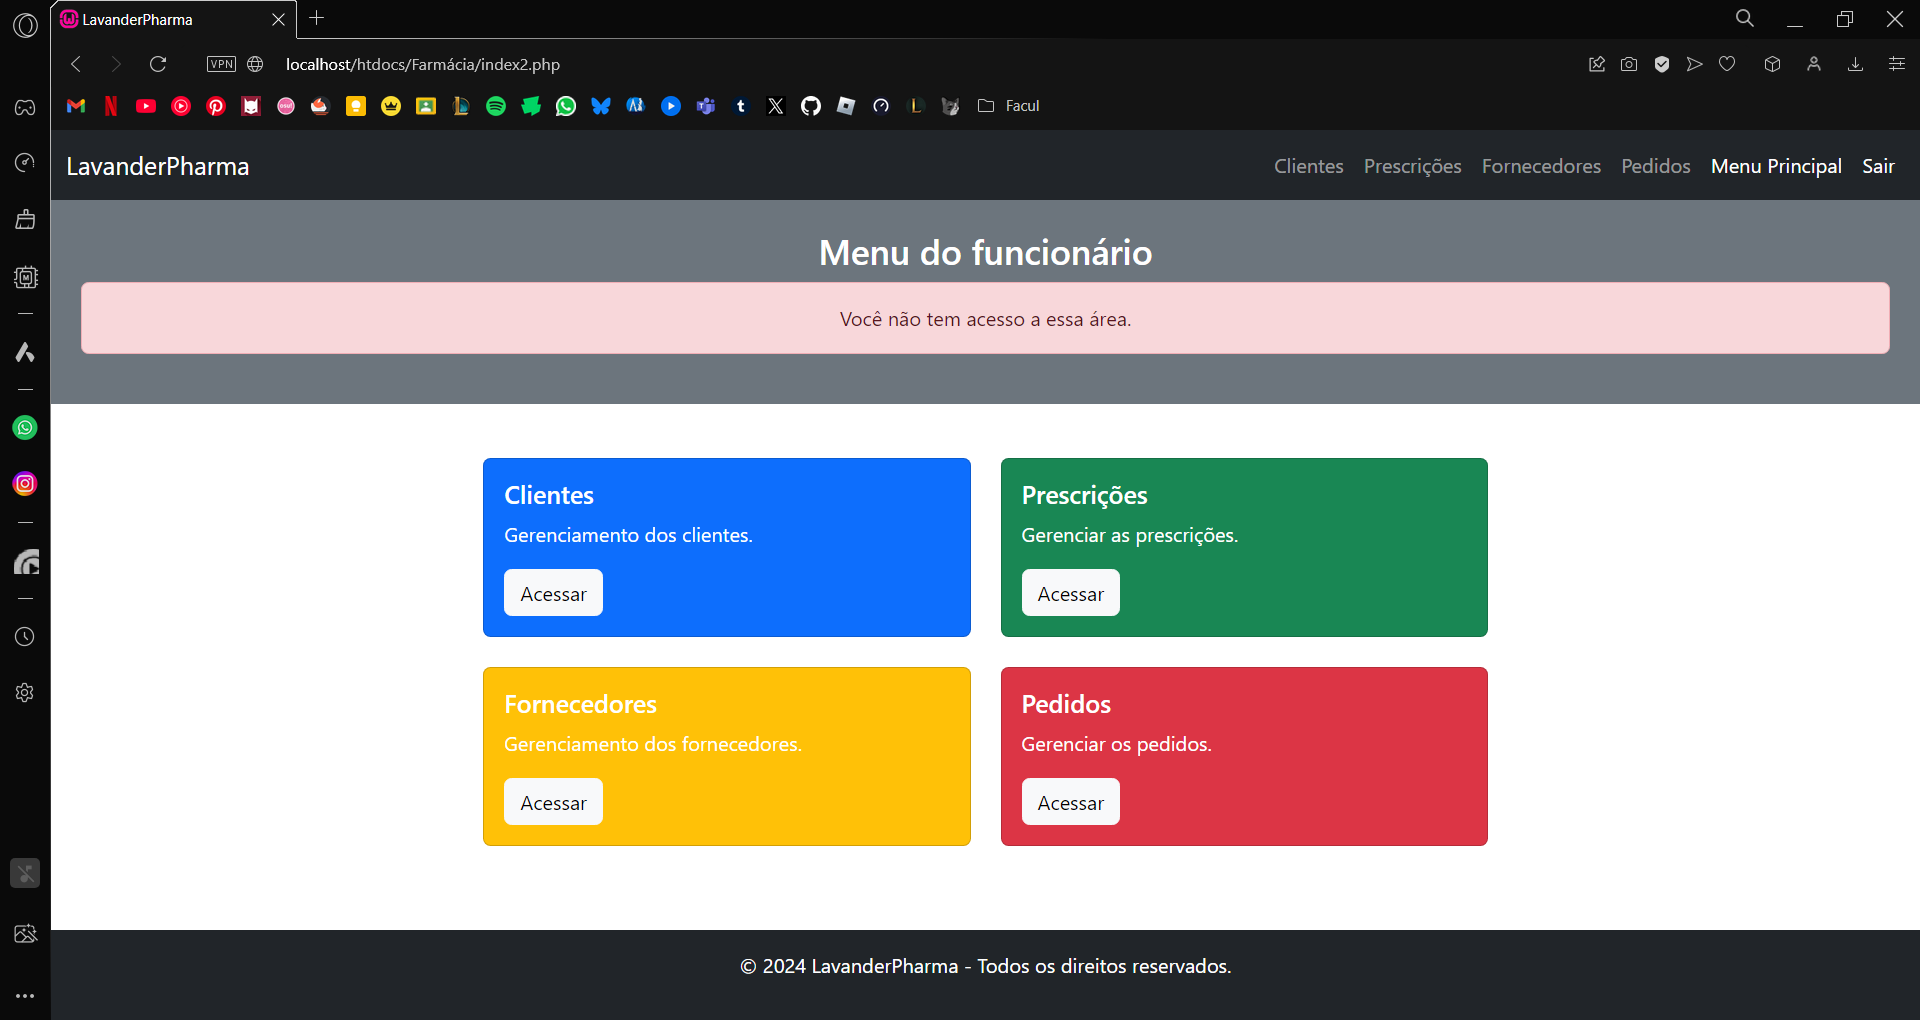 LavanderPharma
VPN
localhost/htdocs/Farmácia/index2.php
Facul
LavanderPharma
Clientes Prescrições Fornecedores Pedidos Menu Principal Sair
Menu do funcionário
Você não tem acesso a essa área.
Clientes
Gerenciamento dos clientes.
Acessar
Prescrições
Gerenciar as prescrições.
Acessar
Fornecedores
Gerenciamento dos fornecedores.
Acessar
Pedidos
Gerenciar os pedidos.
Acessar
© 2024 LavanderPharma - Todos os direitos reservados.